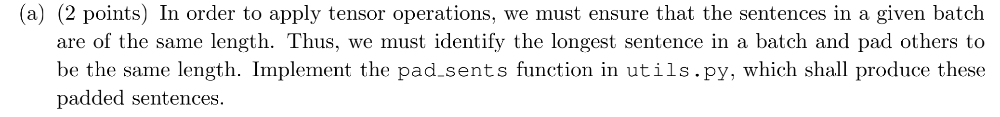 (a) (2 points) In order to apply tensor operations, we must ensure that the sentences in a given batch
are of the same length. Thus, we must identify the longest sentence in a batch and pad others to
be the same length. Implement the pad_sents function in utils.py, which shall produce these
padded sentences.